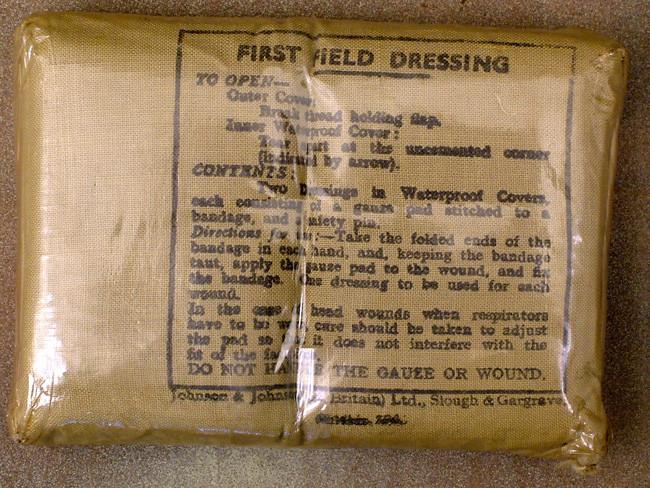 FIRST FIELD DRESSING
TO OPEN—
Outer Cover:
Break thread holding flap.
Inner Waterproof Cover:
Tear apart at the uncemented corner
(indicated by arrow).
CONTENTS:
Two Dressings in Waterproof Covers,
each consisting of a gauze pad stitched to a
bandage, and a safety pin.
Directions for use:—Take the folded ends of the
bandage in each hand, and, keeping the bandage
taut, apply the gauze pad to the wound, and fix
the bandage. One dressing to be used for each
wound.
In the case of head wounds when respirators
have to be worn care should be taken to adjust
the pad so that it does not interfere with the
fit of the
DO NOT HANDLE THE GAUZE OR WOUND.
Johnson & Johnson (Gt. Britain) Ltd., Slough & Gargrave.